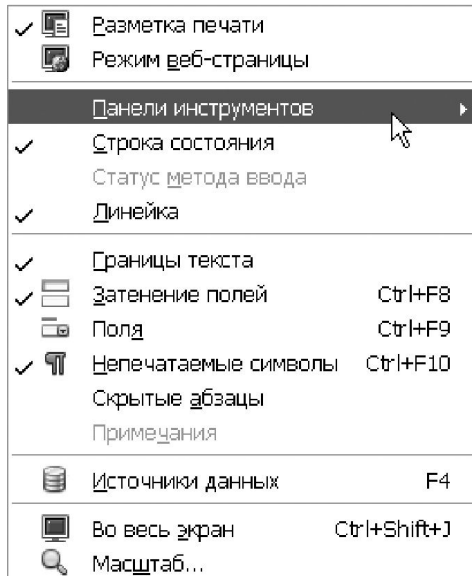 Разметка печати
Режим веб-страницы
Панели инструментов
Строка состояния
Статус метода ввода
Линейка
Границы текста
Затенение полей Ctrl+F8
Поля Ctrl+F9
Непечатаемые символы Ctrl+F10
Скрытые абзацы
Примечания
Источники данных F4
Во весь экран Ctrl+Shift+J
Масштаб...